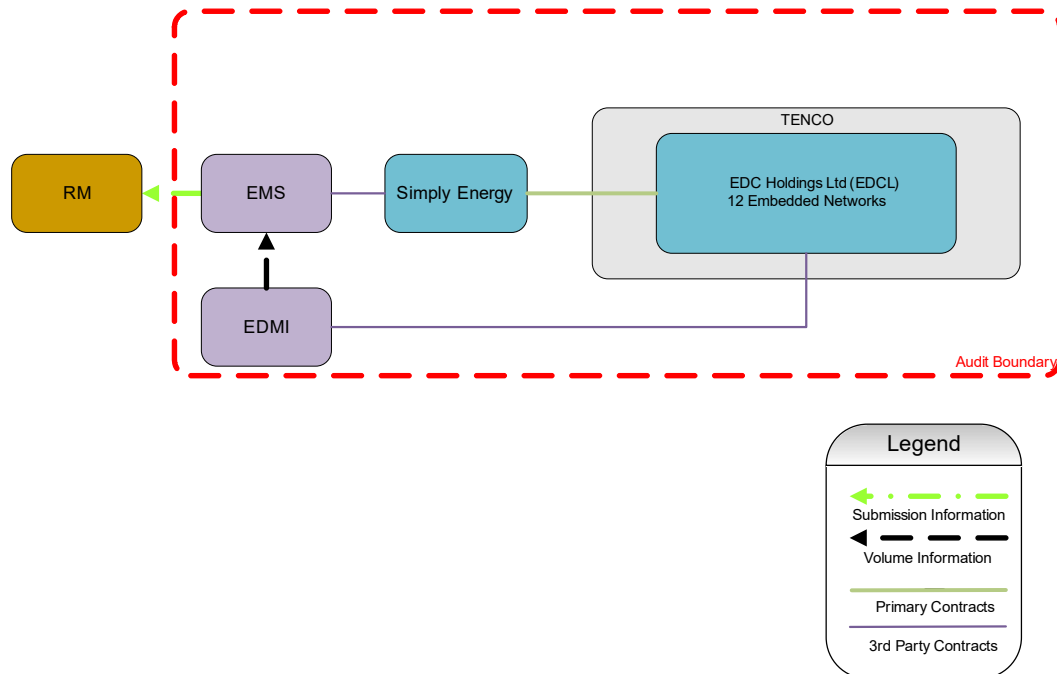 TENCO
RM
EMS
Simply Energy
EDC Holdings Ltd (EDCL)
12 Embedded Networks
EDMI
Audit Boundary
Legend
Submission Information
Volume Information
Primary Contracts
3rd Party Contracts